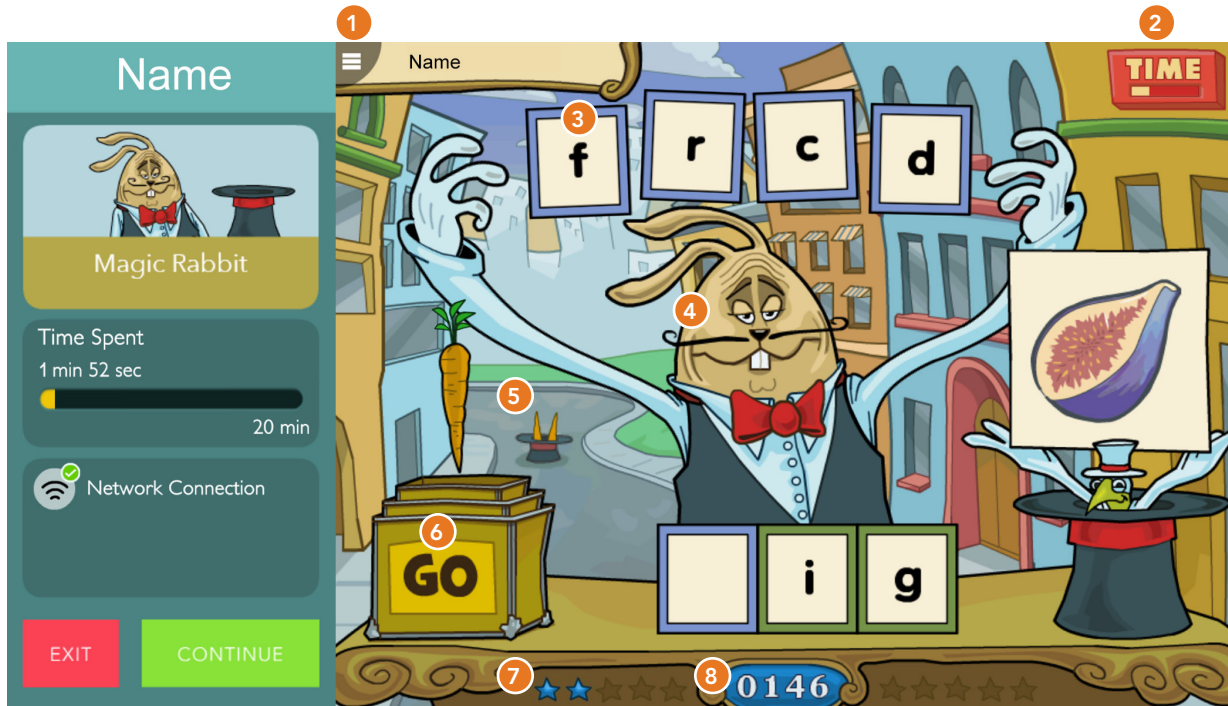 1
2
Name
Name
TIME
3
f
r
c
d
Magic Rabbit
4
Time Spent
1 min 52 sec
20 min
5
Network Connection
6
GO
i
g
EXIT
CONTINUE
7
8
0146